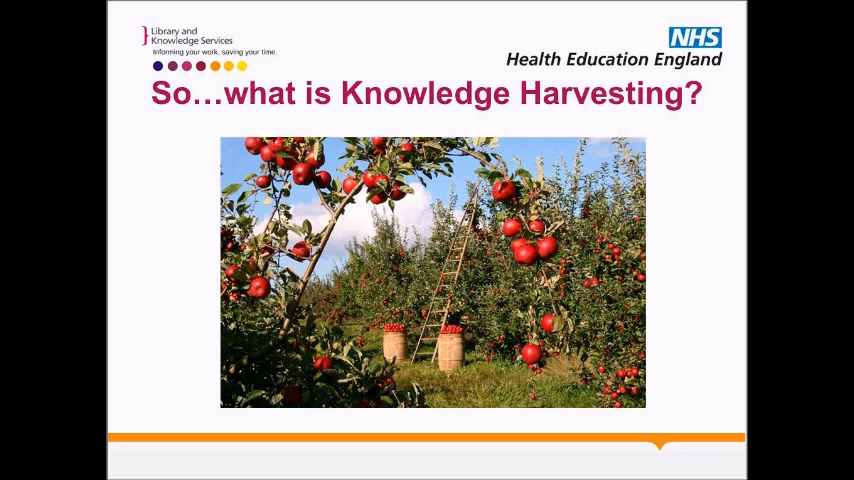 Library and
Knowledge Services
Informing your work, saving your time.
NHS
Health Education England
So…what is Knowledge Harvesting?